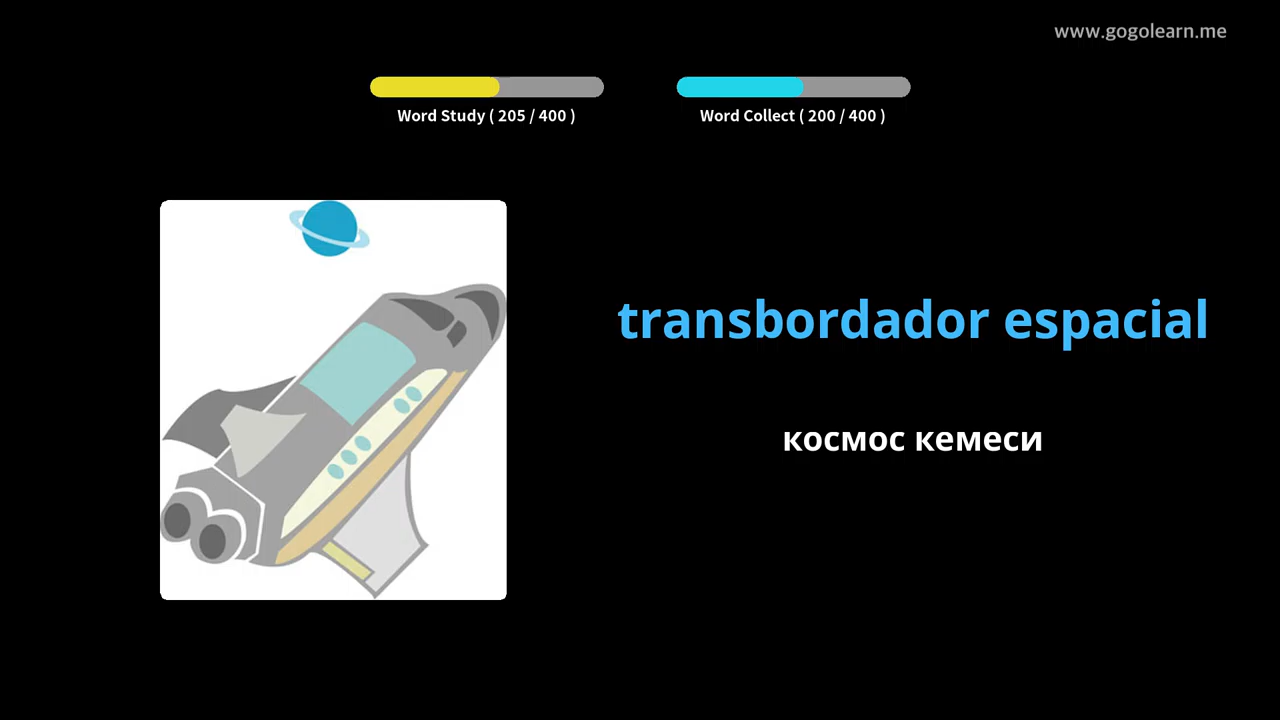 www.gogolearn.me
Word Study ( 205 / 400 )
Word Collect ( 200 / 400 )
transbordador espacial
космос кемеси